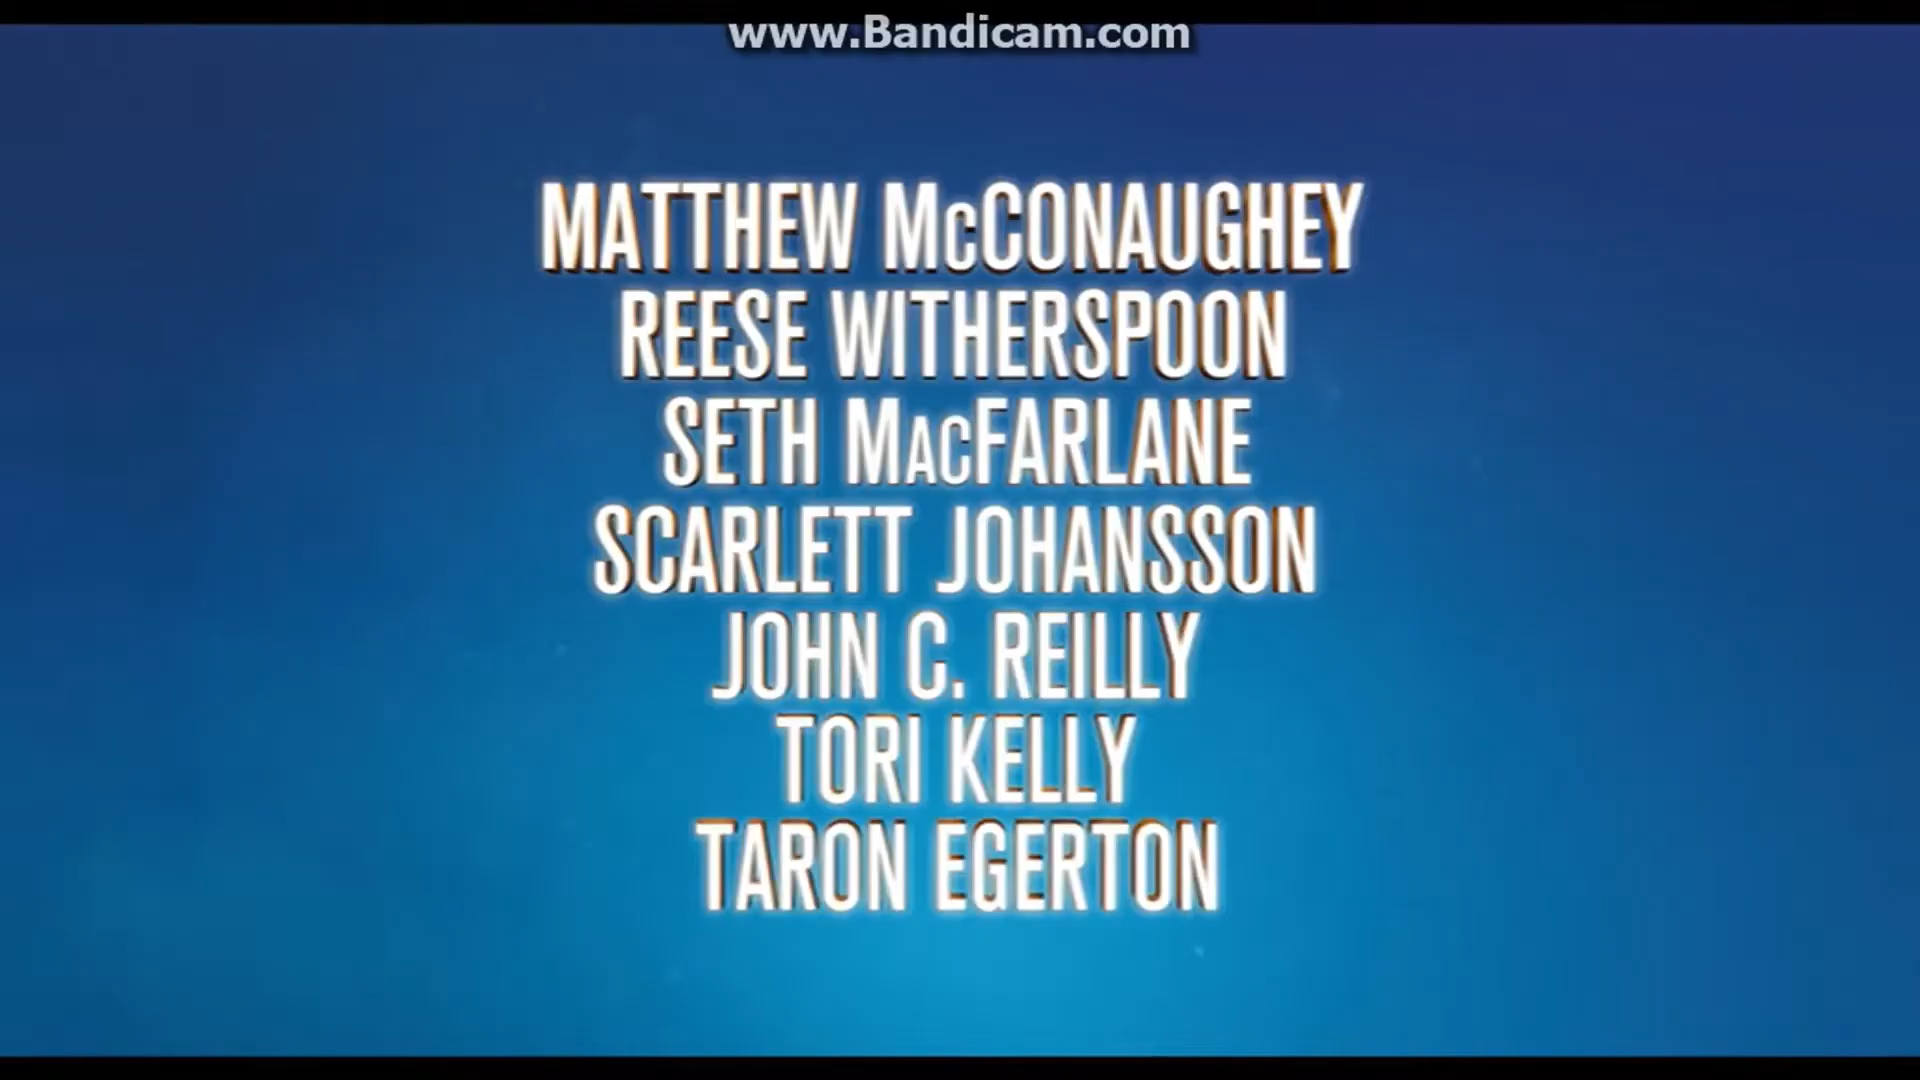 www.Bandicam.com
MATTHEW McCONAUGHEY
REESE WITHERSPOON
SETH MacFARLANE
SCARLETT JOHANSSON
JOHN C. REILLY
TORI KELLY
TARON EGERTON